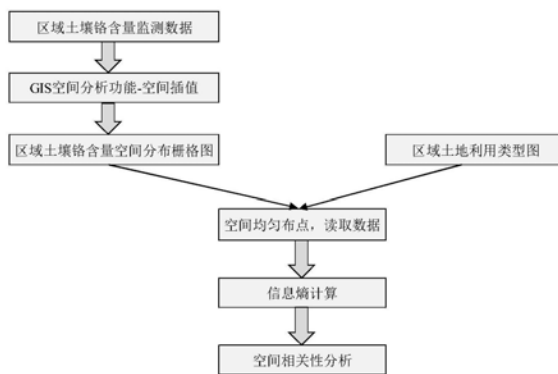 区域土壤铬含量监测数据
GIS空间分析功能-空间插值
区域土壤铬含量空间分布栅格图
区域土地利用类型图
空间均匀布点，读取数据
信息熵计算
空间相关性分析